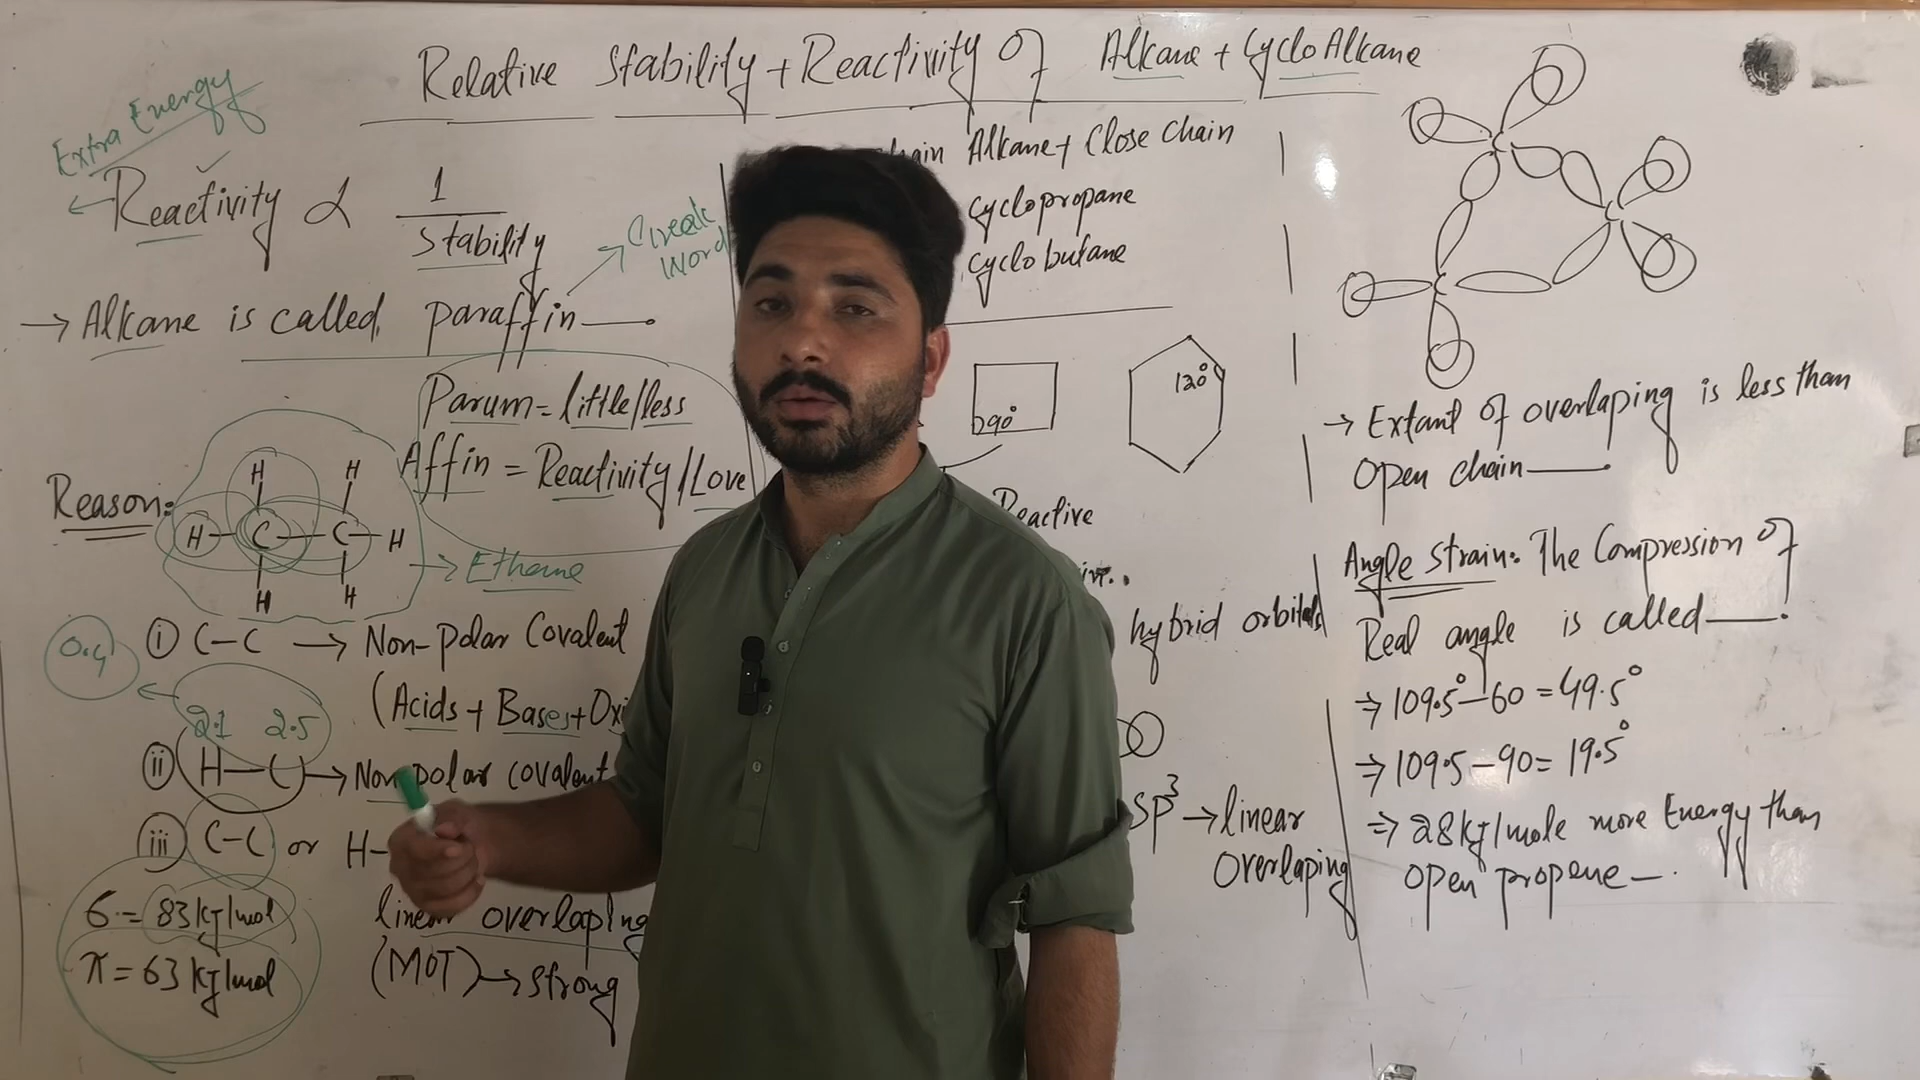 Relative Stability + Reactivity Of Alkane + Cyclo Alkane
Extra Energy
Reactivity ∝ 1
Stability
Greek
Word
→ Alkane is called paraffin
Parum = little/less
Affin = Reactivity/Love
Reason:
H H
H-C-C-H
H H
→ Ethane
0.4
i C-C → Non-Polar Covalent
(Acids + Bases +
2.1 2.5
ii H-C → Non polar covalent
iii C-C or H-
linear overlaping
(MOT) → strong
6 = 83 kJ/mol
π = 63 kJ/mol
Alkane + Close Chain
Cyclopropane
Cyclobutane
90°
120°
Reactive
hybrid orbitals
SP³ → linear
Overlaping
C
C
C
→ Extant of overlaping is less than
Open chain
Angle Strain: The Compression Of
Real angle is called
⇒ 109.5° - 60 = 49.5°
⇒ 109.5 - 90 = 19.5°
⇒ 28 kJ/mole more Energy than
open propene